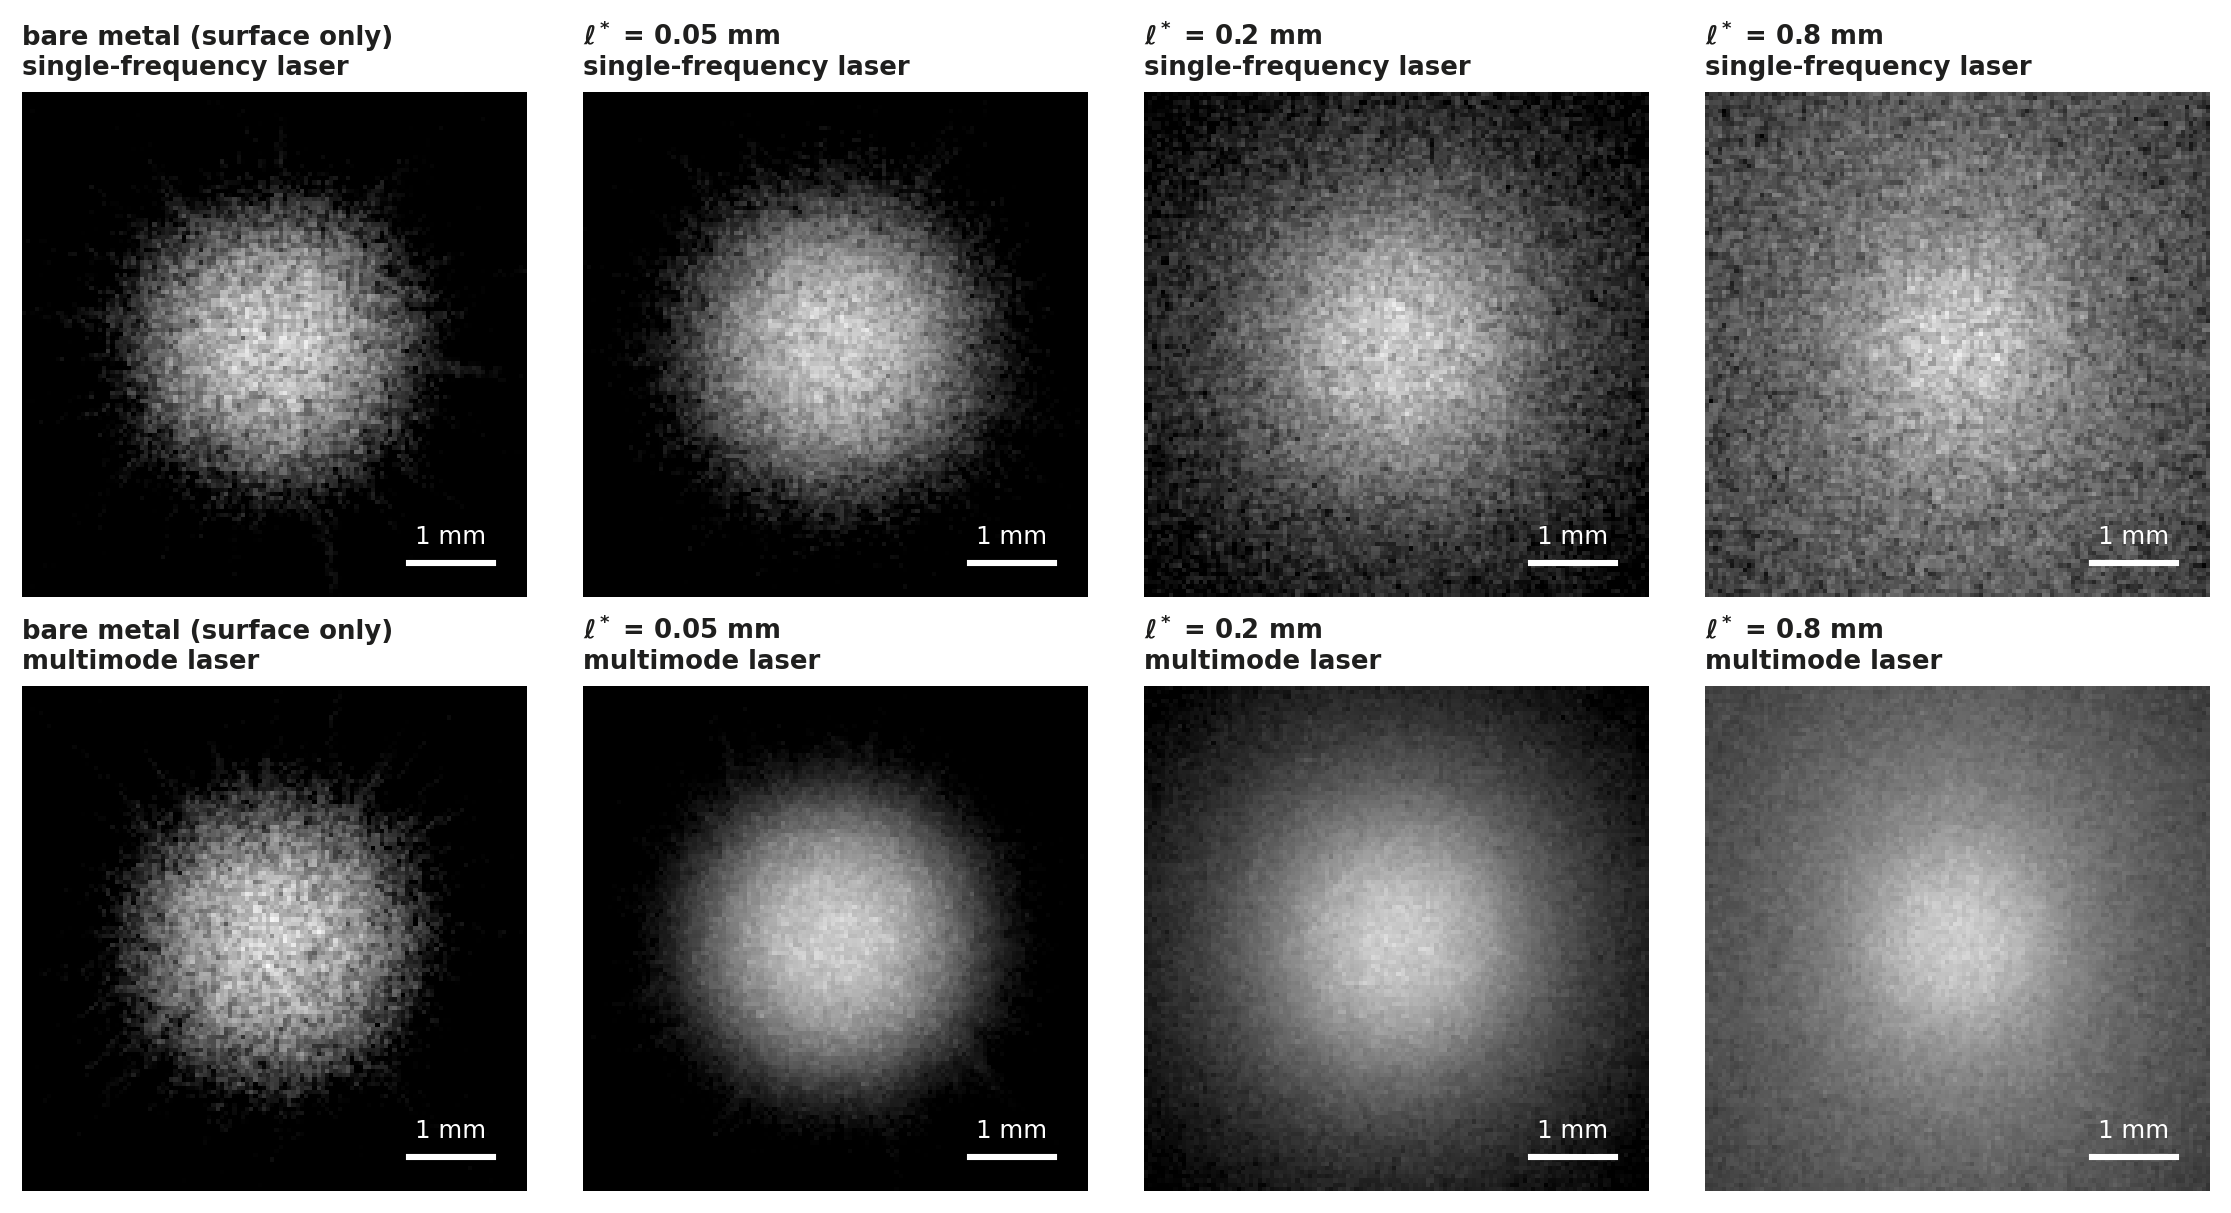 bare metal (surface only)
single-frequency laser
ℓ* = 0.05 mm
single-frequency laser
ℓ* = 0.2 mm
single-frequency laser
ℓ* = 0.8 mm
single-frequency laser
1 mm
1 mm
1 mm
1 mm
bare metal (surface only)
multimode laser
ℓ* = 0.05 mm
multimode laser
ℓ* = 0.2 mm
multimode laser
ℓ* = 0.8 mm
multimode laser
1 mm
1 mm
1 mm
1 mm